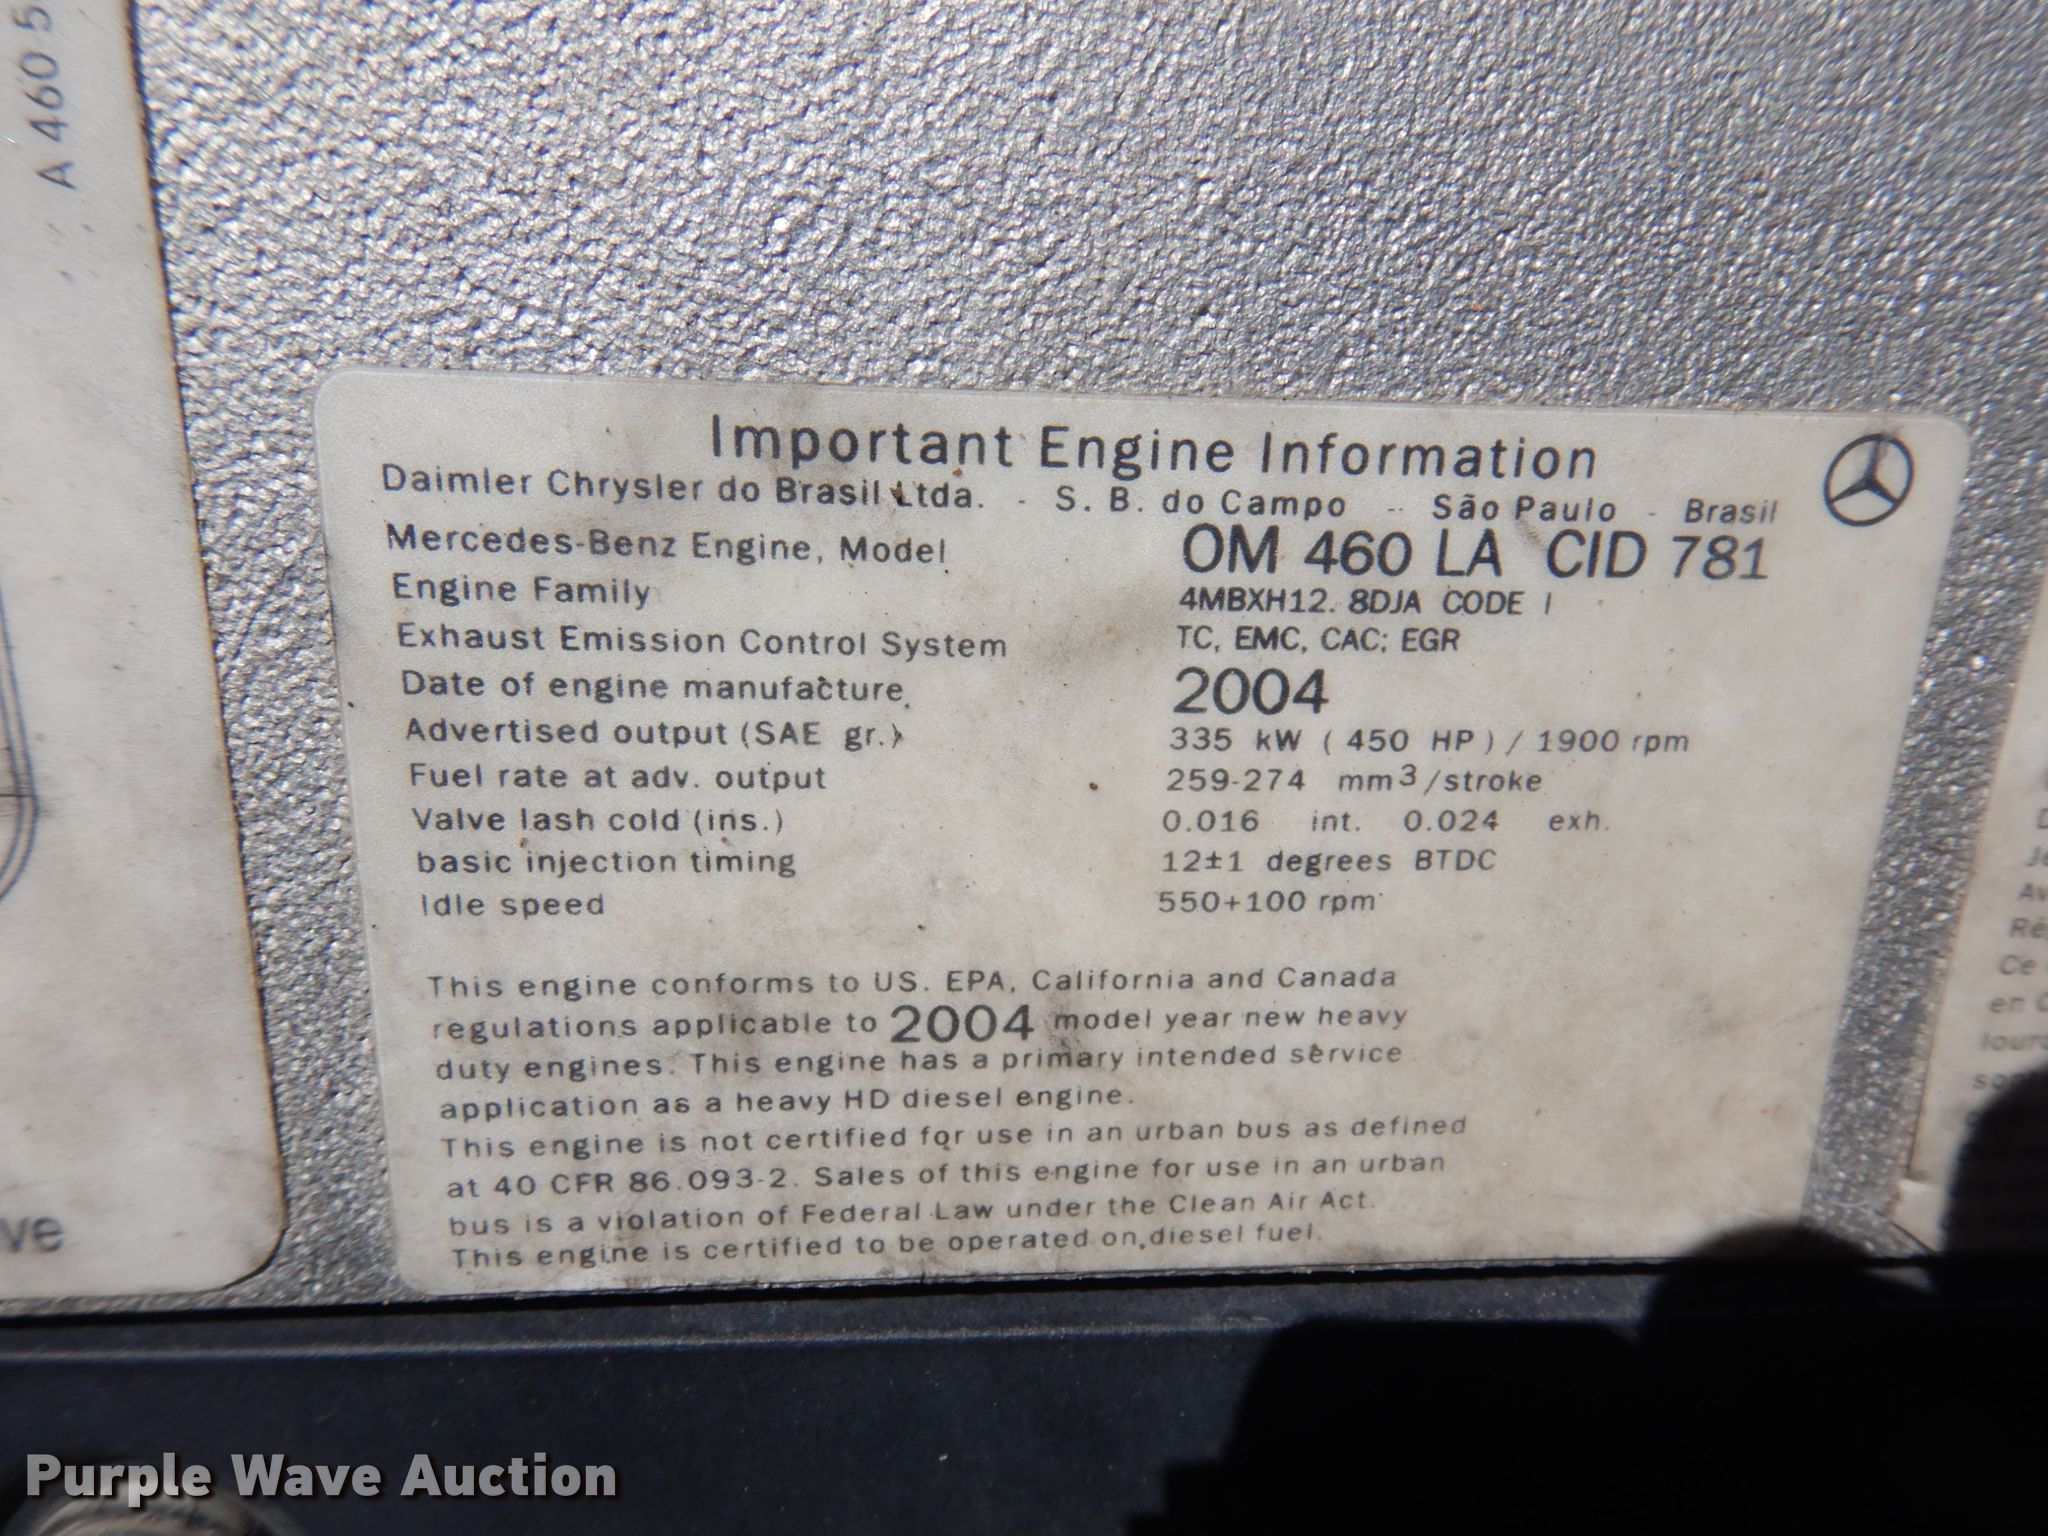 A 460 5
ve
Important Engine Information
Daimler Chrysler do Brasil Ltda. - S. B. do Campo - São Paulo - Brasil
Mercedes-Benz Engine, Model OM 460 LA CID 781
Engine Family 4MBXH12. 8DJA CODE I
Exhaust Emission Control System TC, EMC, CAC; EGR
Date of engine manufacture 2004
Advertised output (SAE gr.) 335 kW ( 450 HP ) / 1900 rpm
Fuel rate at adv. output 259-274 mm3/stroke
Valve lash cold (ins.) 0.016 int. 0.024 exh.
basic injection timing 12±1 degrees BTDC
Idle speed 550+100 rpm
This engine conforms to US. EPA, California and Canada
regulations applicable to 2004 model year new heavy
duty engines. This engine has a primary intended service
application as a heavy HD diesel engine.
This engine is not certified for use in an urban bus as defined
at 40 CFR 86.093-2. Sales of this engine for use in an urban
bus is a violation of Federal Law under the Clean Air Act.
This engine is certified to be operated on diesel fuel.
Ce
en
Purple Wave Auction